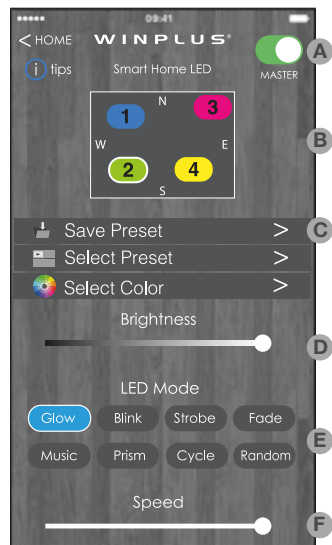 09:41
< HOME WINPLUS®
i tips Smart Home LED MASTER A
N
1 3
W E B
2 4
S
Save Preset > C
Select Preset >
Select Color >
Brightness
D
LED Mode
Glow Blink Strobe Fade
E
Music Prism Cycle Random
Speed
F